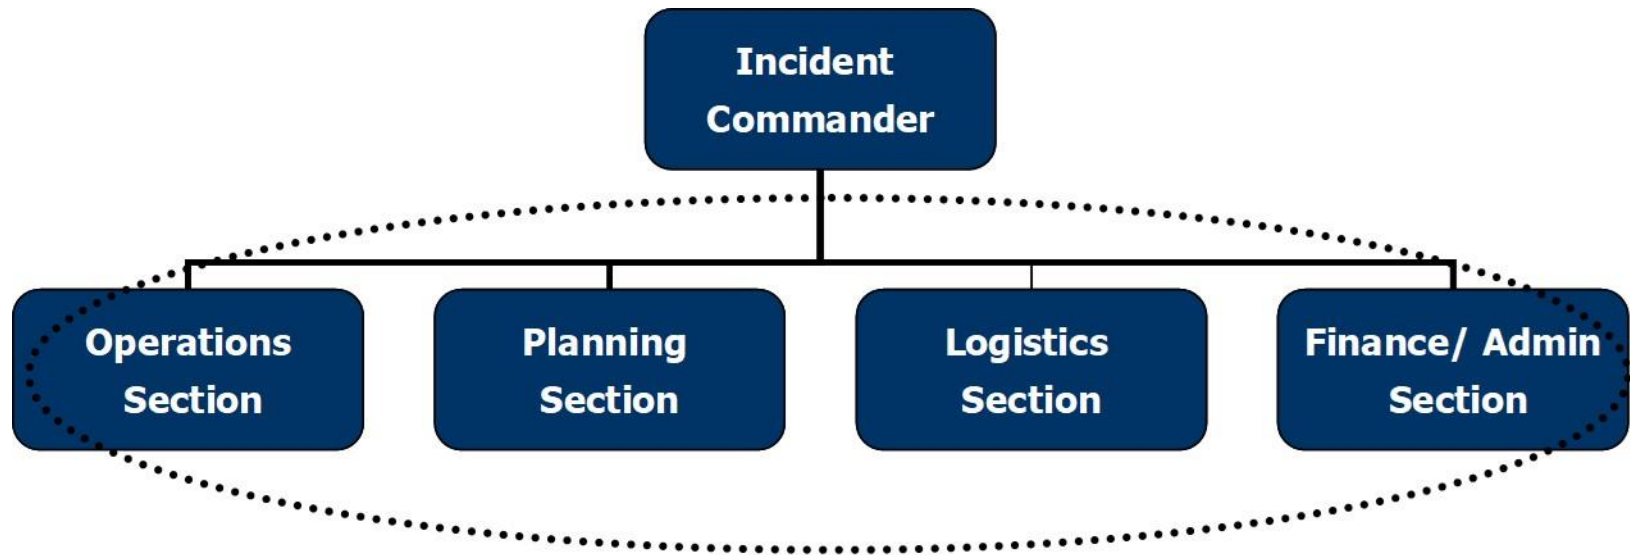 Incident
Commander
Operations
Section
Planning
Section
Logistics
Section
Finance/ Admin
Section